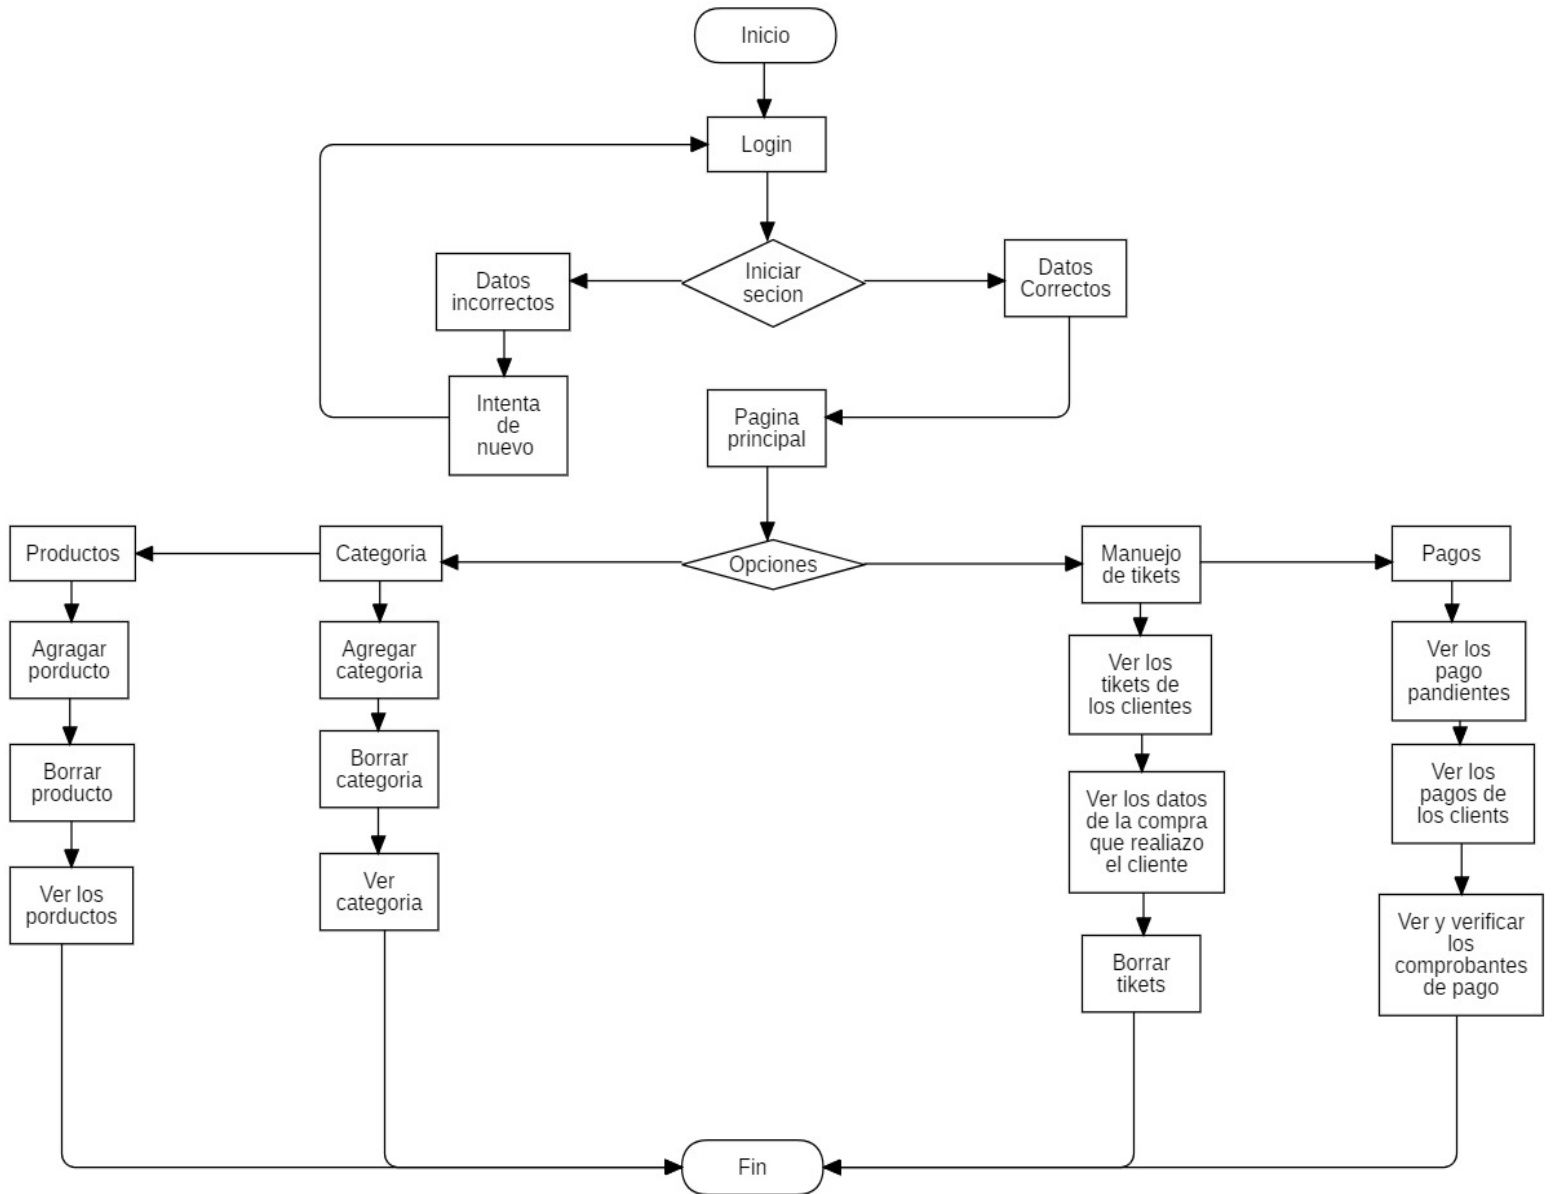 Inicio
Login
Iniciar
secion
Datos
incorrectos
Datos
Correctos
Intenta
de
nuevo
Pagina
principal
Opciones
Productos
Categoria
Manuejo
de tikets
Pagos
Agragar
porducto
Borrar
producto
Ver los
porductos
Agregar
categoria
Borrar
categoria
Ver
categoria
Ver los
tikets de
los clientes
Ver los datos
de la compra
que realiazo
el cliente
Borrar
tikets
Ver los
pago
pandientes
Ver los
pagos de
los clients
Ver y verificar
los
comprobantes
de pago
Fin